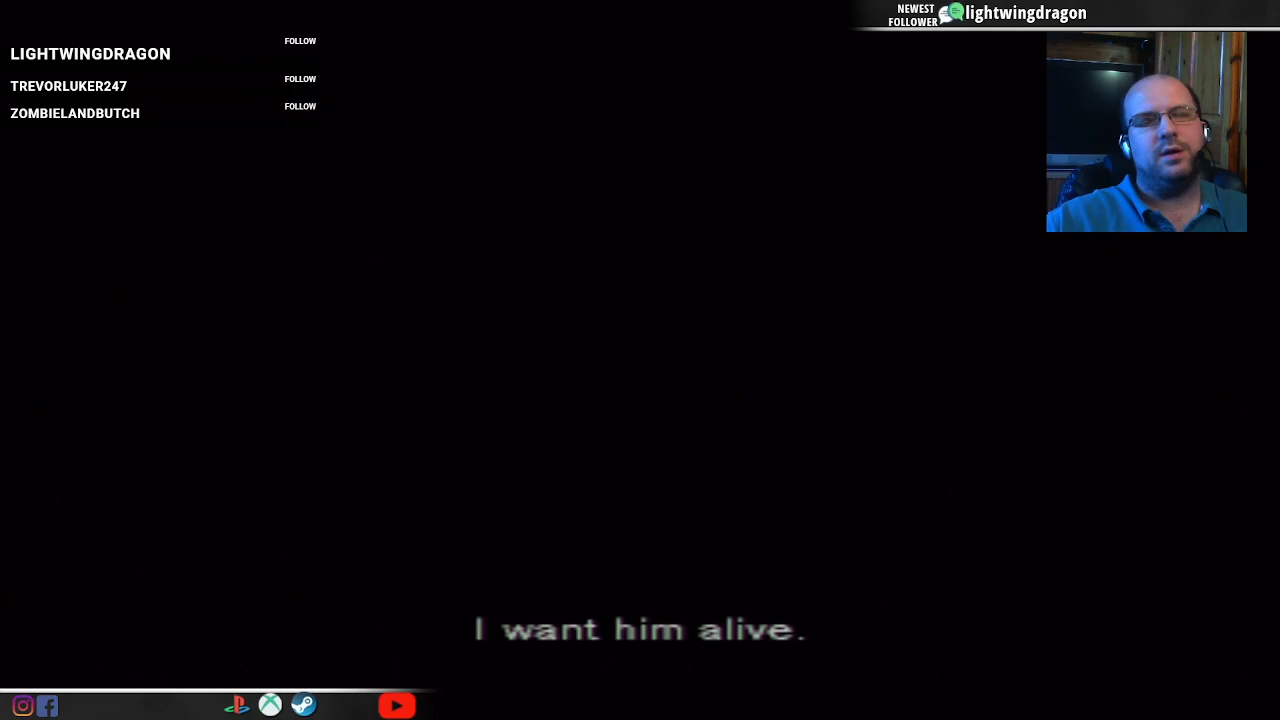 NEWEST
FOLLOWER lightwingdragon
LIGHTWINGDRAGON FOLLOW
TREVORLUKER247 FOLLOW
ZOMBIELANDBUTCH FOLLOW
I want him alive.